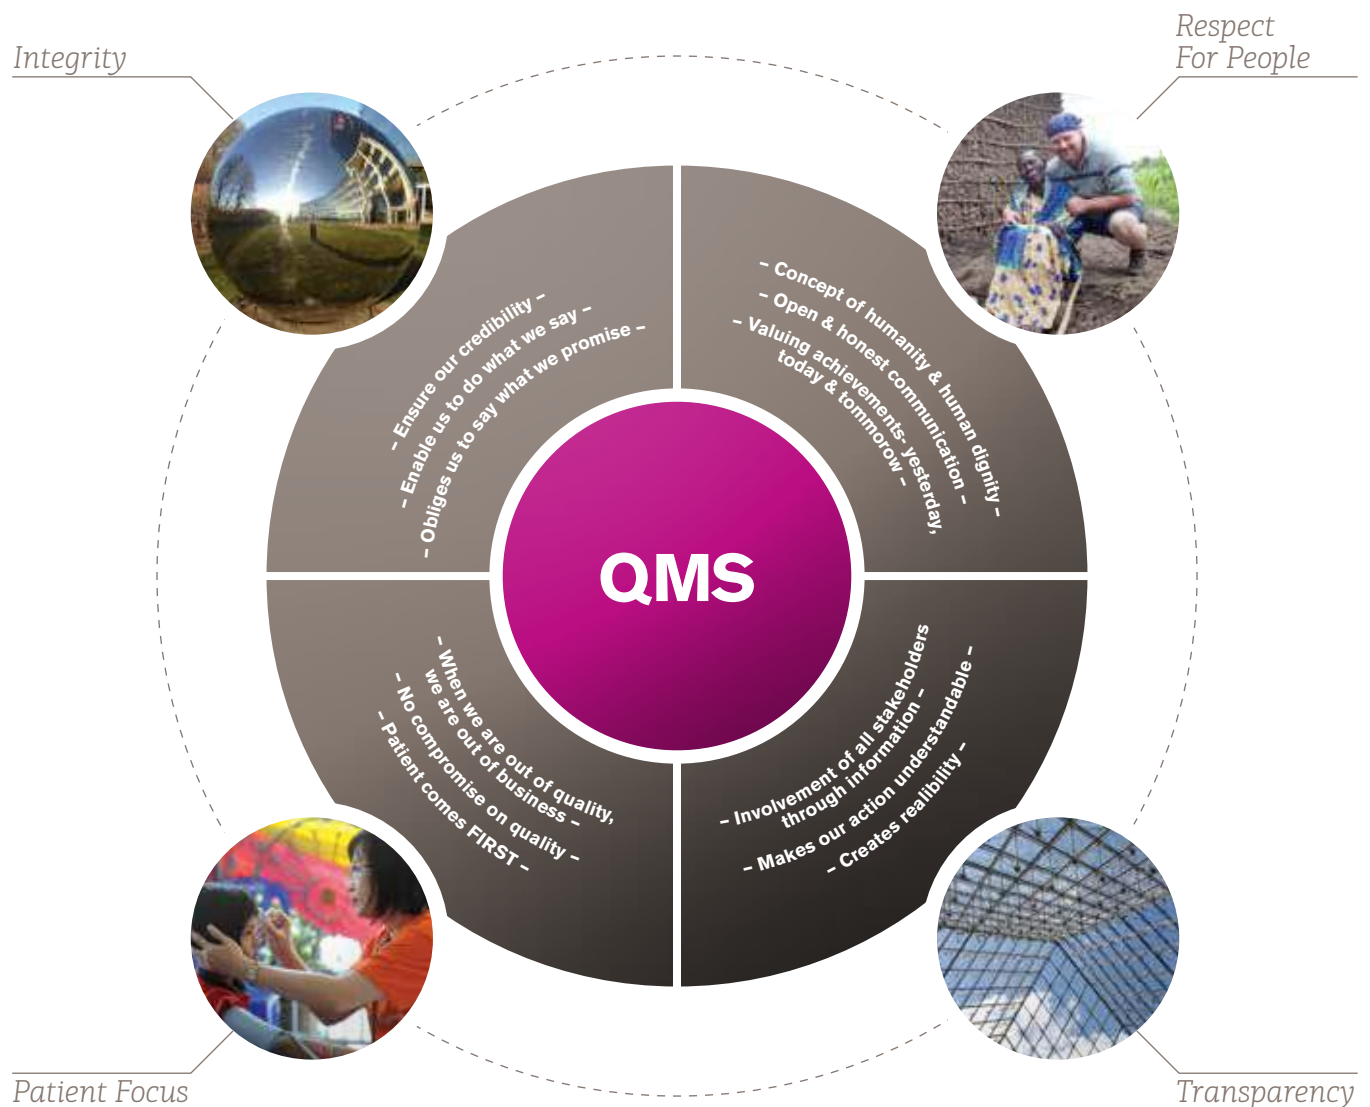 Integrity
Respect
For People
– Ensure our credibility –
– Enable us to do what we say –
– Obliges us to say what we promise –
– Concept of humanity & human dignity –
– Open & honest communication –
– Valuing achievements- yesterday,
today & tommorow –
QMS
– When we are out of quality,
we are out of business –
– No compromise on quality –
– Patient comes FIRST –
– Involvement of all stakeholders
through information –
– Makes our action understandable –
– Creates realibility –
Patient Focus
Transparency